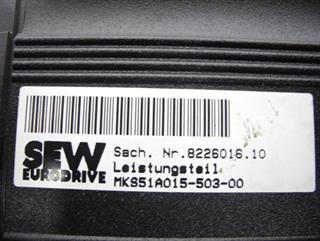 SEW
EURODRIVE
Sach. Nr.8226016.10
Leistungsteil
MKS51A015-503-00